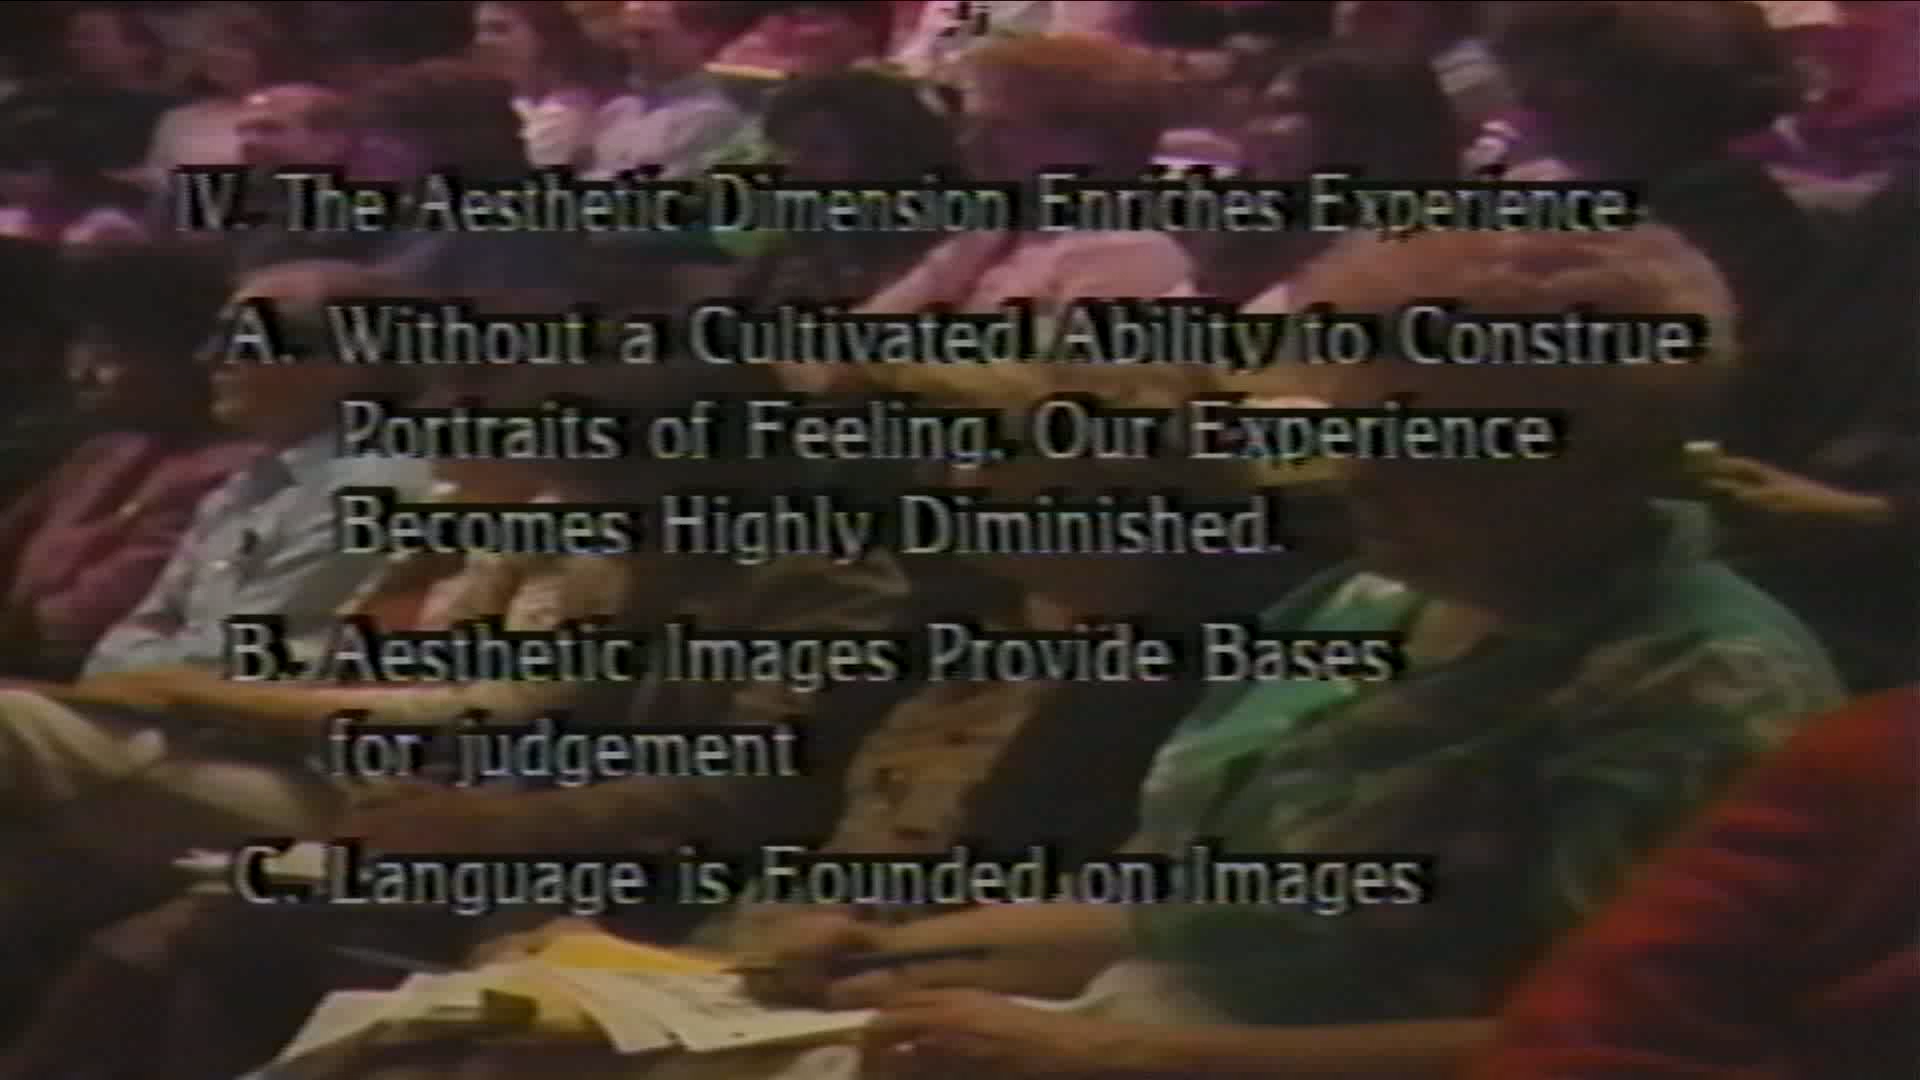 IV. The Aesthetic Dimension Enriches Experience
A. Without a Cultivated Ability to Construe
Portraits of Feeling, Our Experience
Becomes Highly Diminished.
B. Aesthetic Images Provide Bases
for judgement
C. Language is Founded on Images